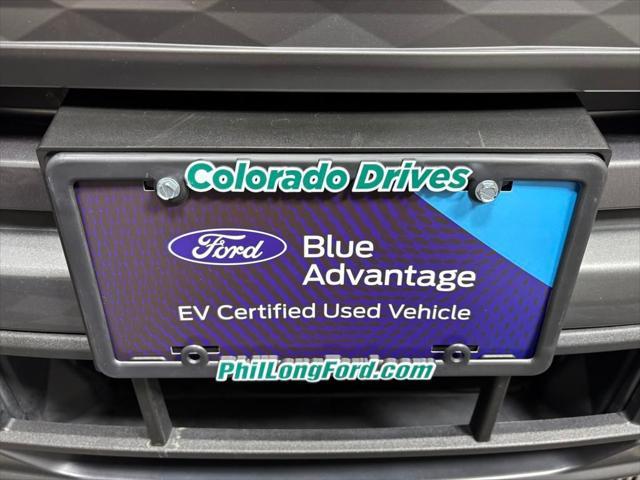 Colorado Drives
Ford
Blue
Advantage
EV Certified Used Vehicle
PhilLongFord.com